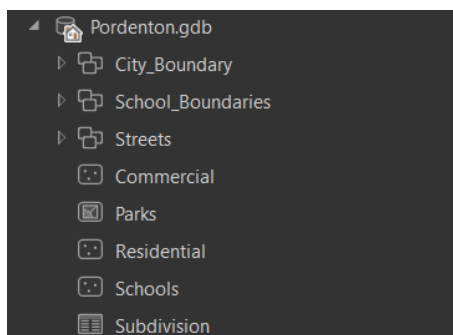 Pordenton.gdb
City_Boundary
School_Boundaries
Streets
Commercial
Parks
Residential
Schools
Subdivision